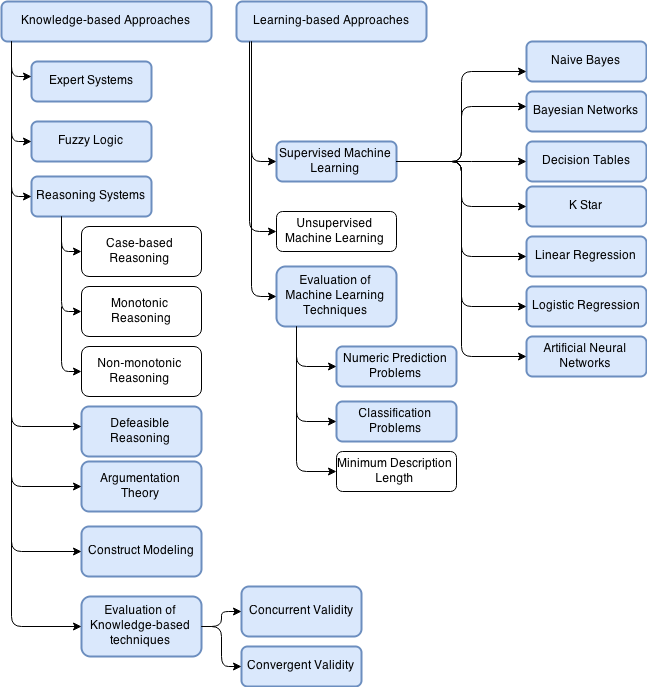 Knowledge-based Approaches
Expert Systems
Fuzzy Logic
Reasoning Systems
Case-based
Reasoning
Monotonic
Reasoning
Non-monotonic
Reasoning
Defeasible
Reasoning
Argumentation
Theory
Construct Modeling
Evaluation of
Knowledge-based
techniques
Concurrent Validity
Convergent Validity
Learning-based Approaches
Supervised Machine
Learning
Naive Bayes
Bayesian Networks
Decision Tables
K Star
Linear Regression
Logistic Regression
Artificial Neural
Networks
Unsupervised
Machine Learning
Evaluation of
Machine Learning
Techniques
Numeric Prediction
Problems
Classification
Problems
Minimum Description
Length